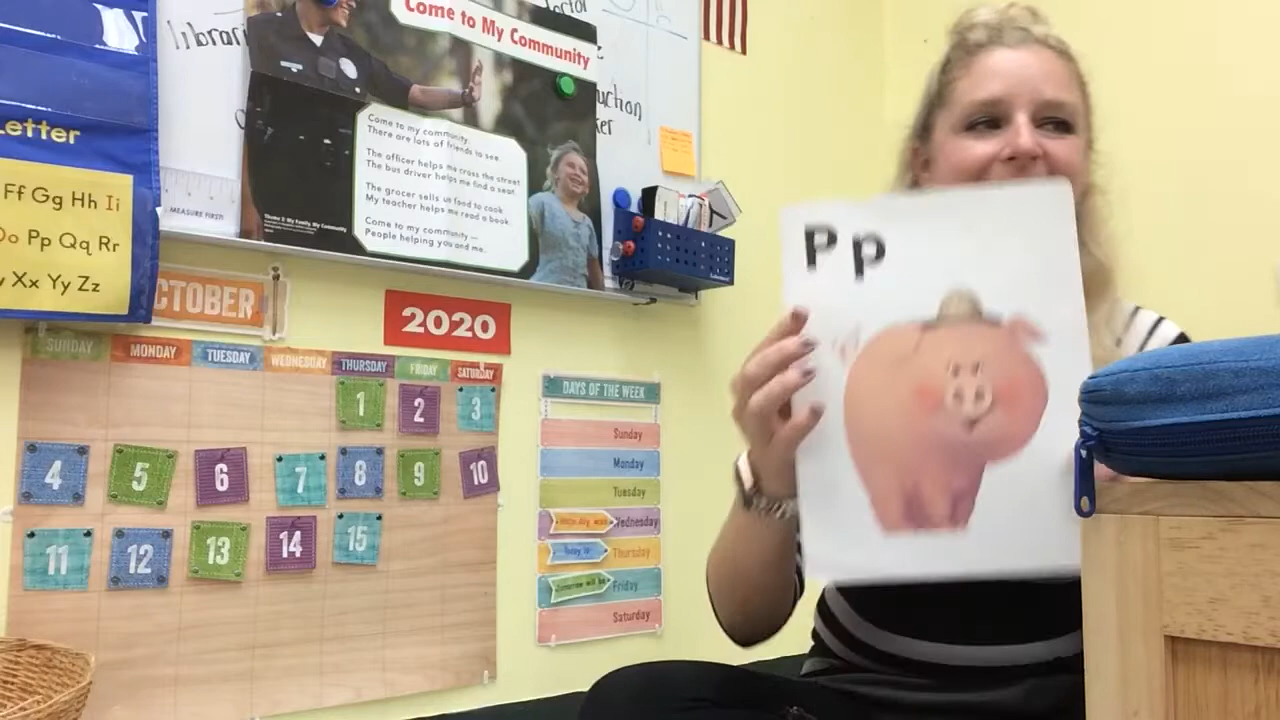 librar
Come to My Community
doctor
uction
ker
Come to my community.
There are lots of friends to see.
The officer helps me cross the street.
The bus driver helps me find a seat.
The grocer sells us food to cook.
My teacher helps me read a book.
Come to my community —
People helping you and me.
MEASURE FIRST!
Letter
Ff Gg Hh Ii
Oo Pp Qq Rr
Xx Yy Zz
CTOBER
2020
SUNDAY MONDAY TUESDAY WEDNESDAY THURSDAY FRIDAY SATURDAY
1 2 3
4 5 6 7 8 9 10
11 12 13 14 15
DAYS OF THE WEEK
Sunday
Monday
Tuesday
Wednesday
Today is Thursday
Tomorrow will be Friday
Saturday
Pp